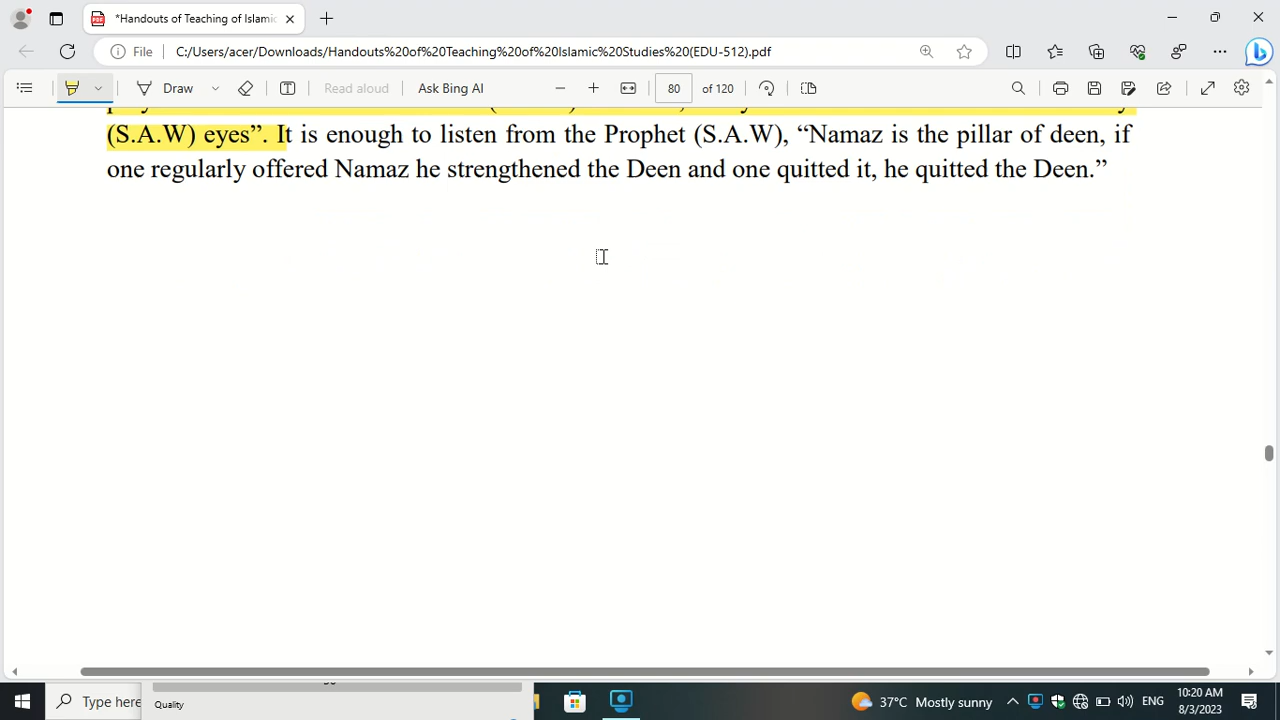 *Handouts of Teaching of Islamic
File C:/Users/acer/Downloads/Handouts%20of%20Teaching%20of%20Islamic%20Studies%20(EDU-512).pdf
Draw Read aloud Ask Bing AI 80 of 120
(S.A.W) eyes”. It is enough to listen from the Prophet (S.A.W), “Namaz is the pillar of deen, if
one regularly offered Namaz he strengthened the Deen and one quitted it, he quitted the Deen.”
Type here
Quality
37°C Mostly sunny ENG
10:20 AM
8/3/2023